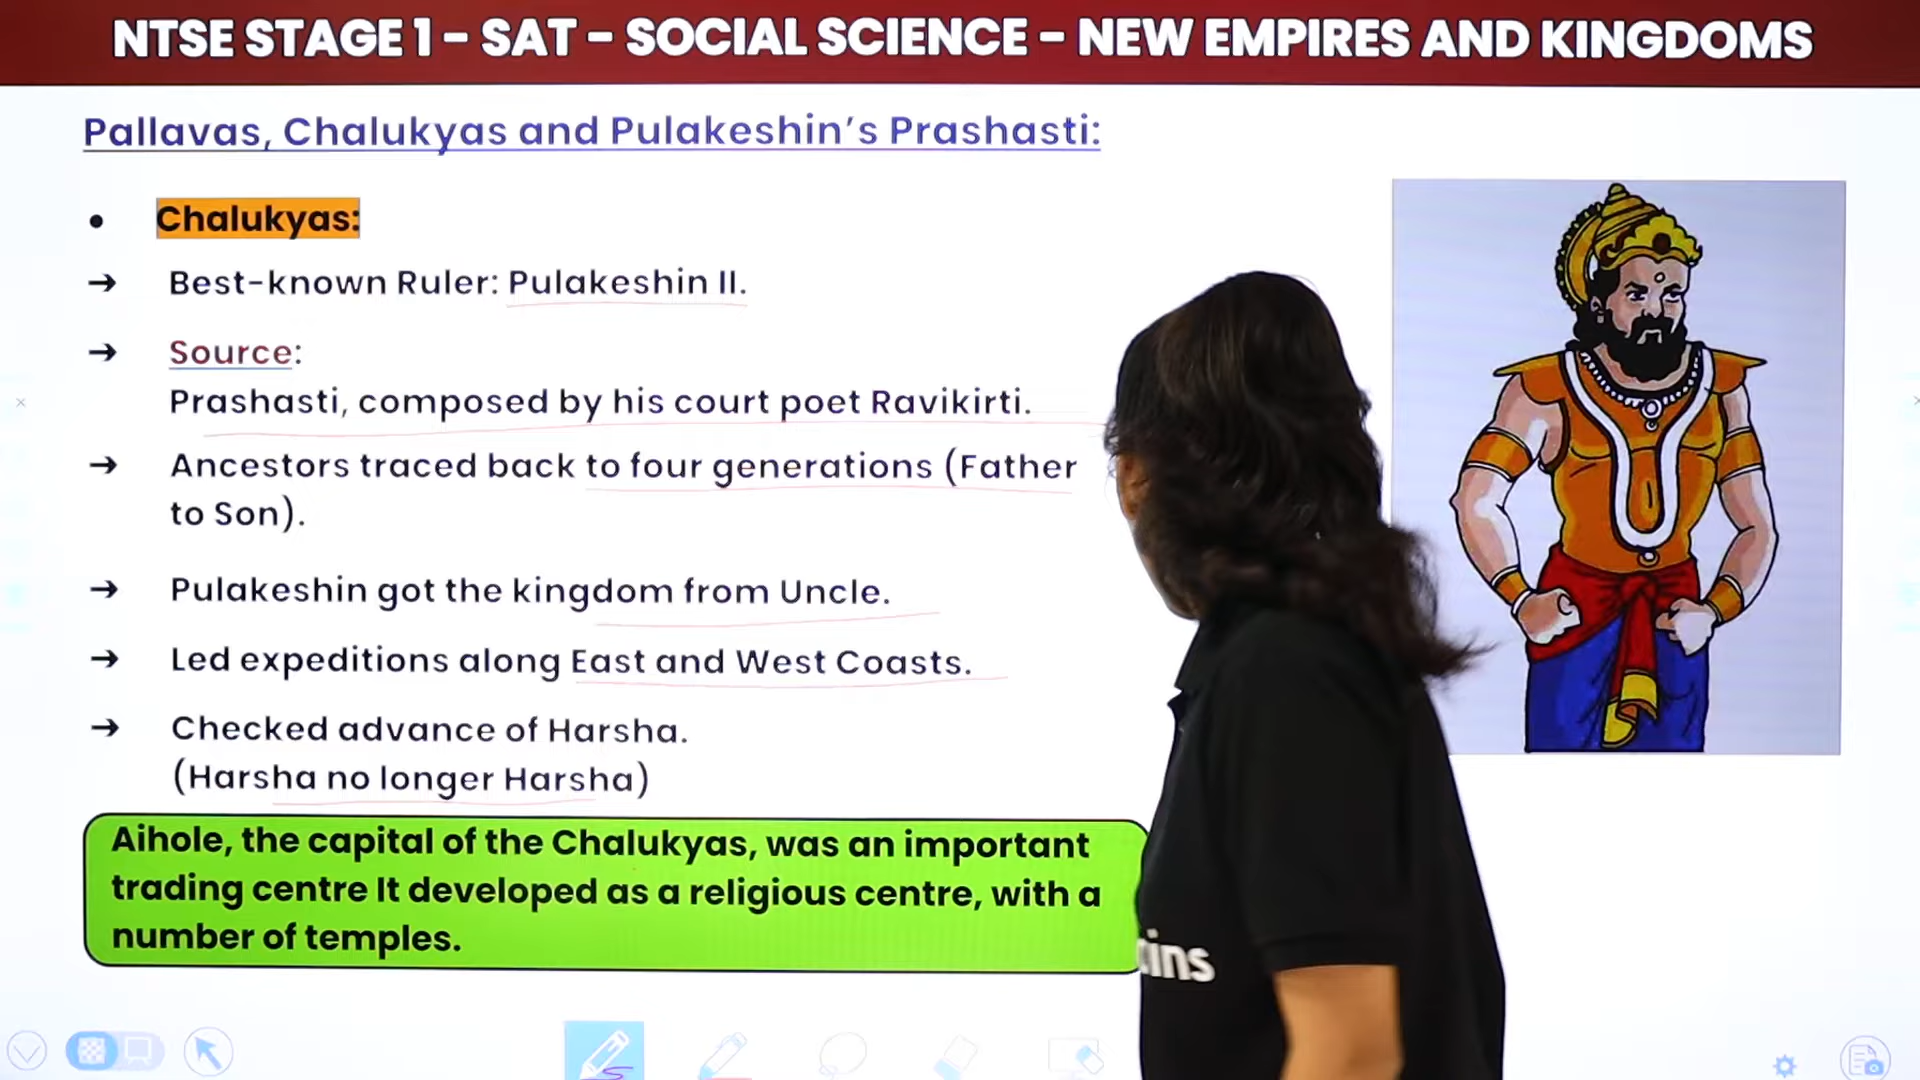 NTSE STAGE 1 – SAT – SOCIAL SCIENCE – NEW EMPIRES AND KINGDOMS
Pallavas, Chalukyas and Pulakeshin's Prashasti:
• Chalukyas:
→ Best-known Ruler: Pulakeshin II.
→ Source:
Prashasti, composed by his court poet Ravikirti.
→ Ancestors traced back to four generations (Father
to Son).
→ Pulakeshin got the kingdom from Uncle.
→ Led expeditions along East and West Coasts.
→ Checked advance of Harsha.
(Harsha no longer Harsha)
Aihole, the capital of the Chalukyas, was an important
trading centre It developed as a religious centre, with a
number of temples.